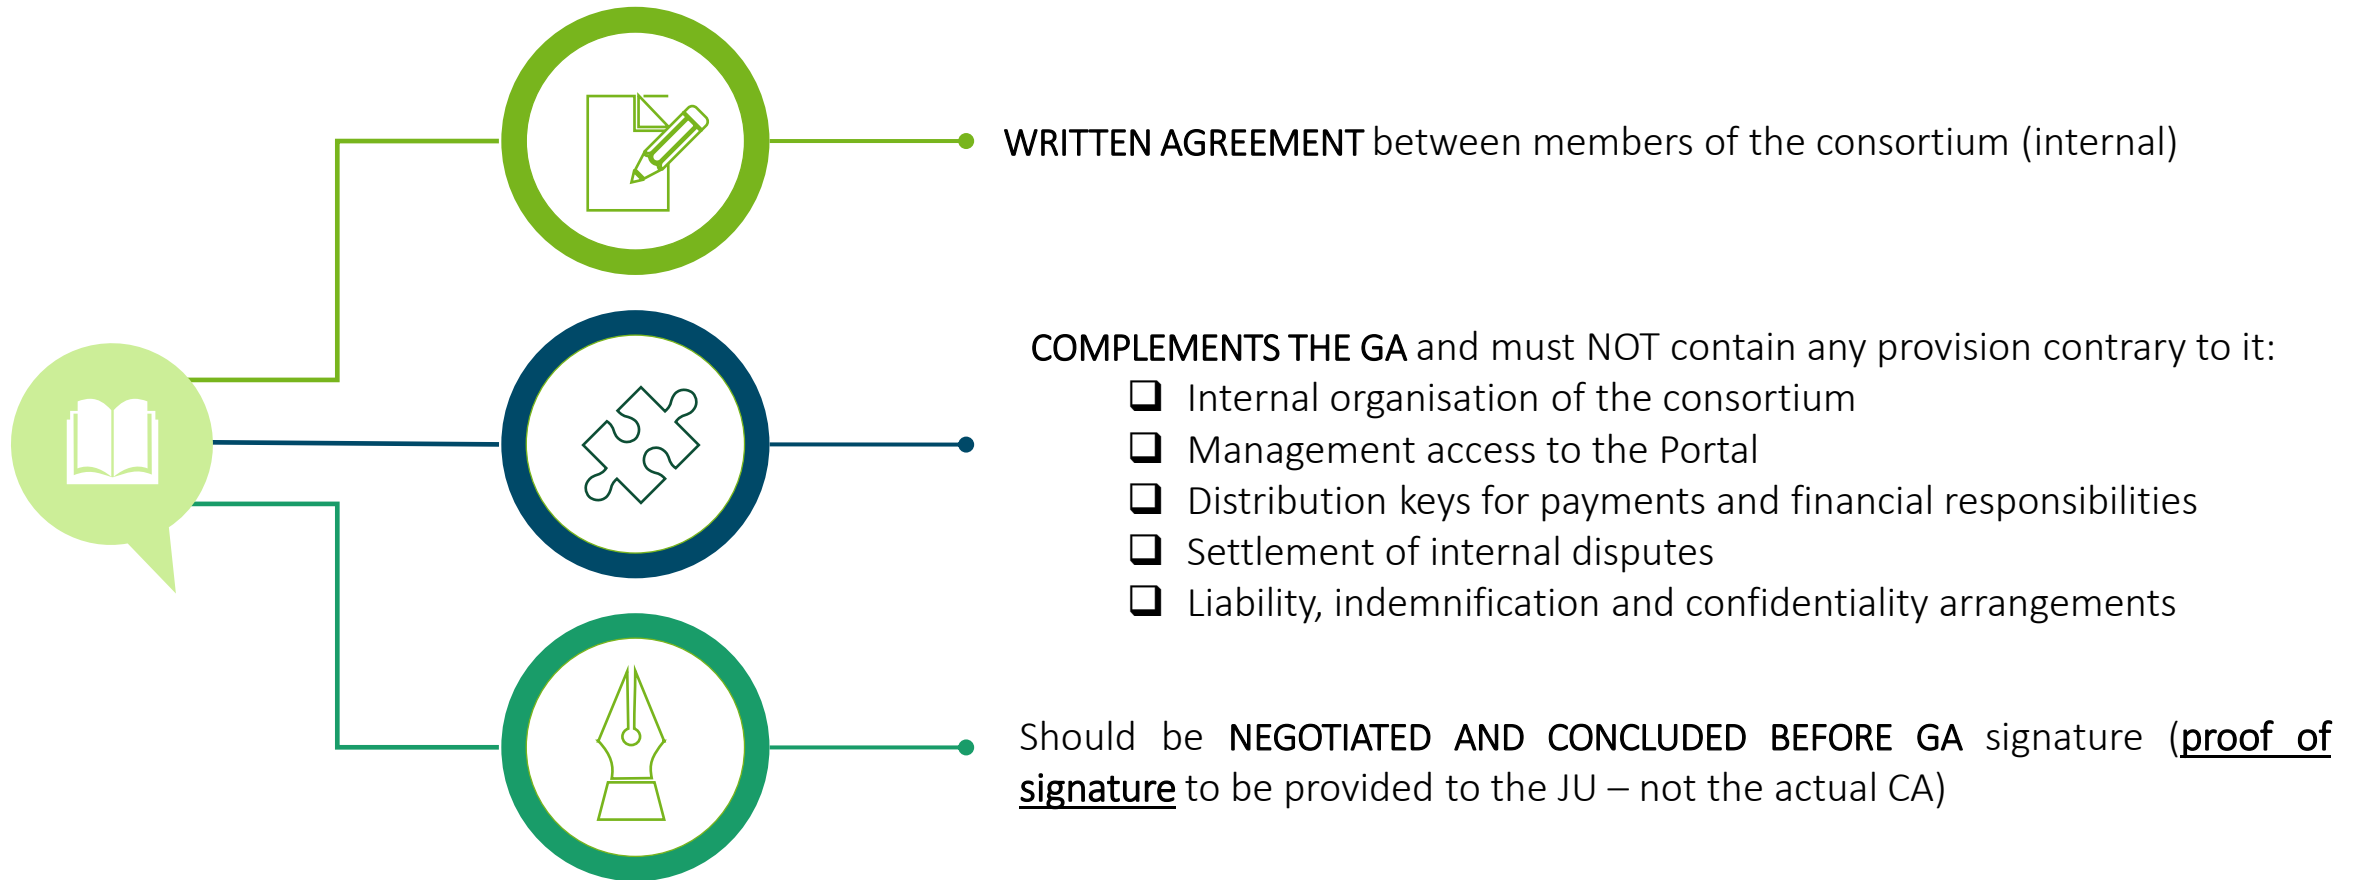 WRITTEN AGREEMENT between members of the consortium (internal)
COMPLEMENTS THE GA and must NOT contain any provision contrary to it:
❑ Internal organisation of the consortium
❑ Management access to the Portal
❑ Distribution keys for payments and financial responsibilities
❑ Settlement of internal disputes
❑ Liability, indemnification and confidentiality arrangements
Should be NEGOTIATED AND CONCLUDED BEFORE GA signature (proof of
signature to be provided to the JU – not the actual CA)